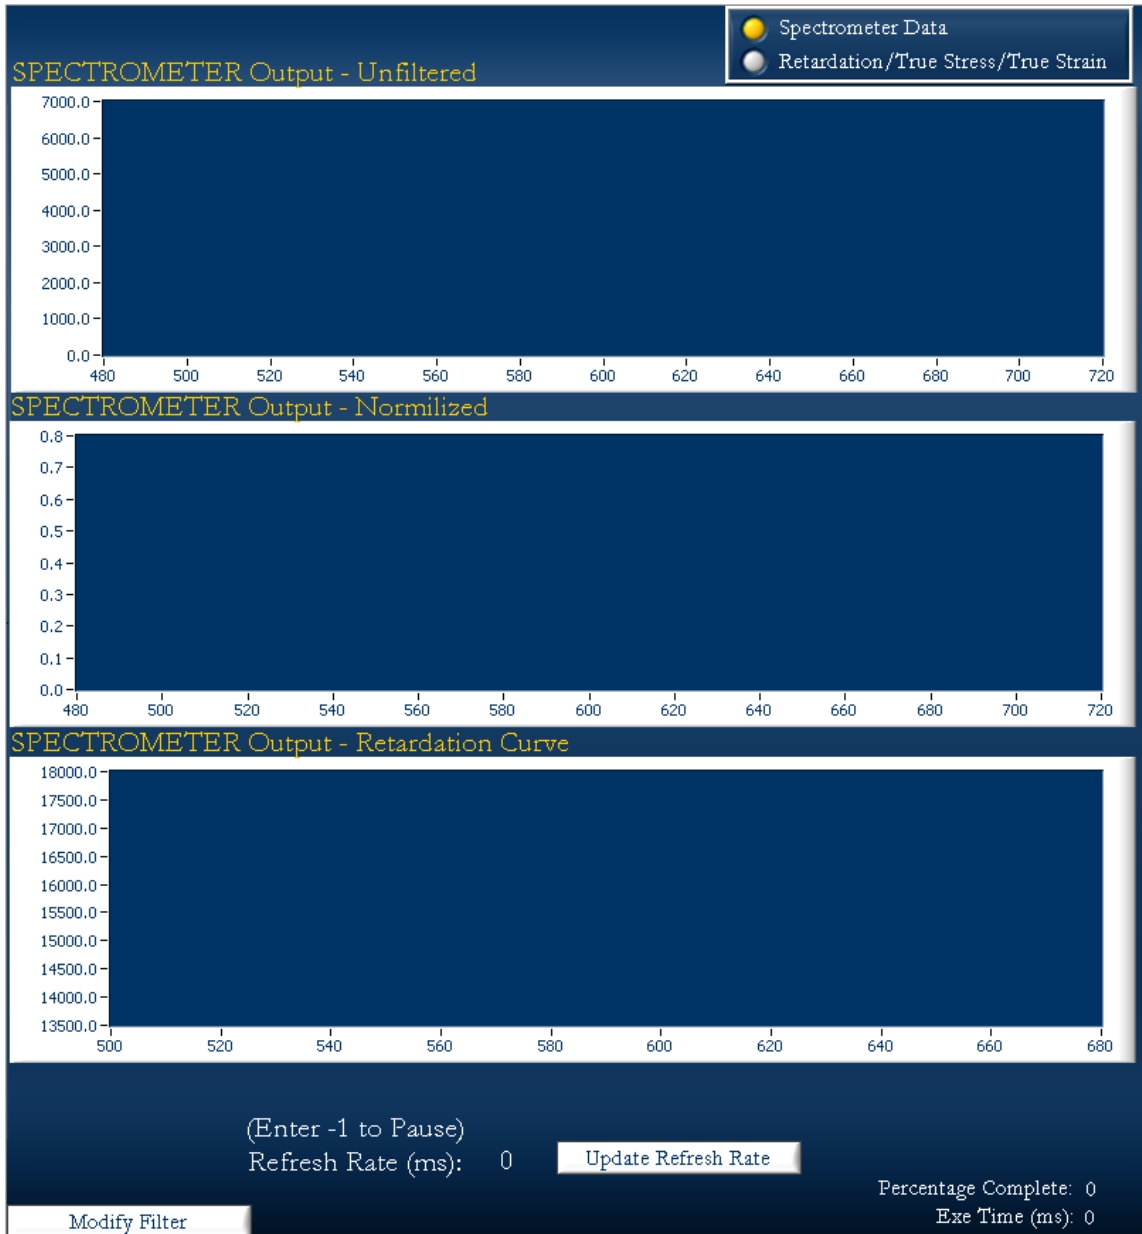 Spectrometer Data
Retardation/True Stress/True Strain
SPECTROMETER Output - Unfiltered
7000.0
6000.0
5000.0
4000.0
3000.0
2000.0
1000.0
0.0
480 500 520 540 560 580 600 620 640 660 680 700 720
SPECTROMETER Output - Normilized
0.8
0.7
0.6
0.5
0.4
0.3
0.2
0.1
0.0
480 500 520 540 560 580 600 620 640 660 680 700 720
SPECTROMETER Output - Retardation Curve
18000.0
17500.0
17000.0
16500.0
16000.0
15500.0
15000.0
14500.0
14000.0
13500.0
500 520 540 560 580 600 620 640 660 680
(Enter -1 to Pause)
Refresh Rate (ms): 0 Update Refresh Rate
Percentage Complete: 0
Exe Time (ms): 0
Modify Filter